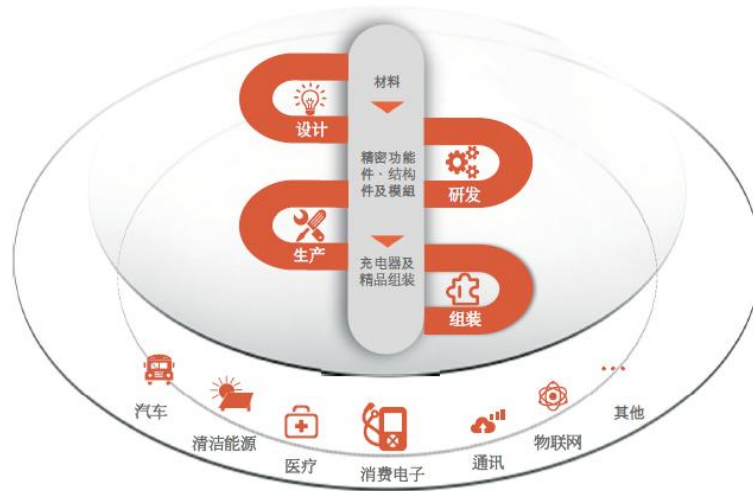 材料
设计
精密功能
件、结构
件及模組
研发
生产
充电器及
精品组装
组装
汽车
清洁能源
医疗
消费电子
通讯
物联网
其他